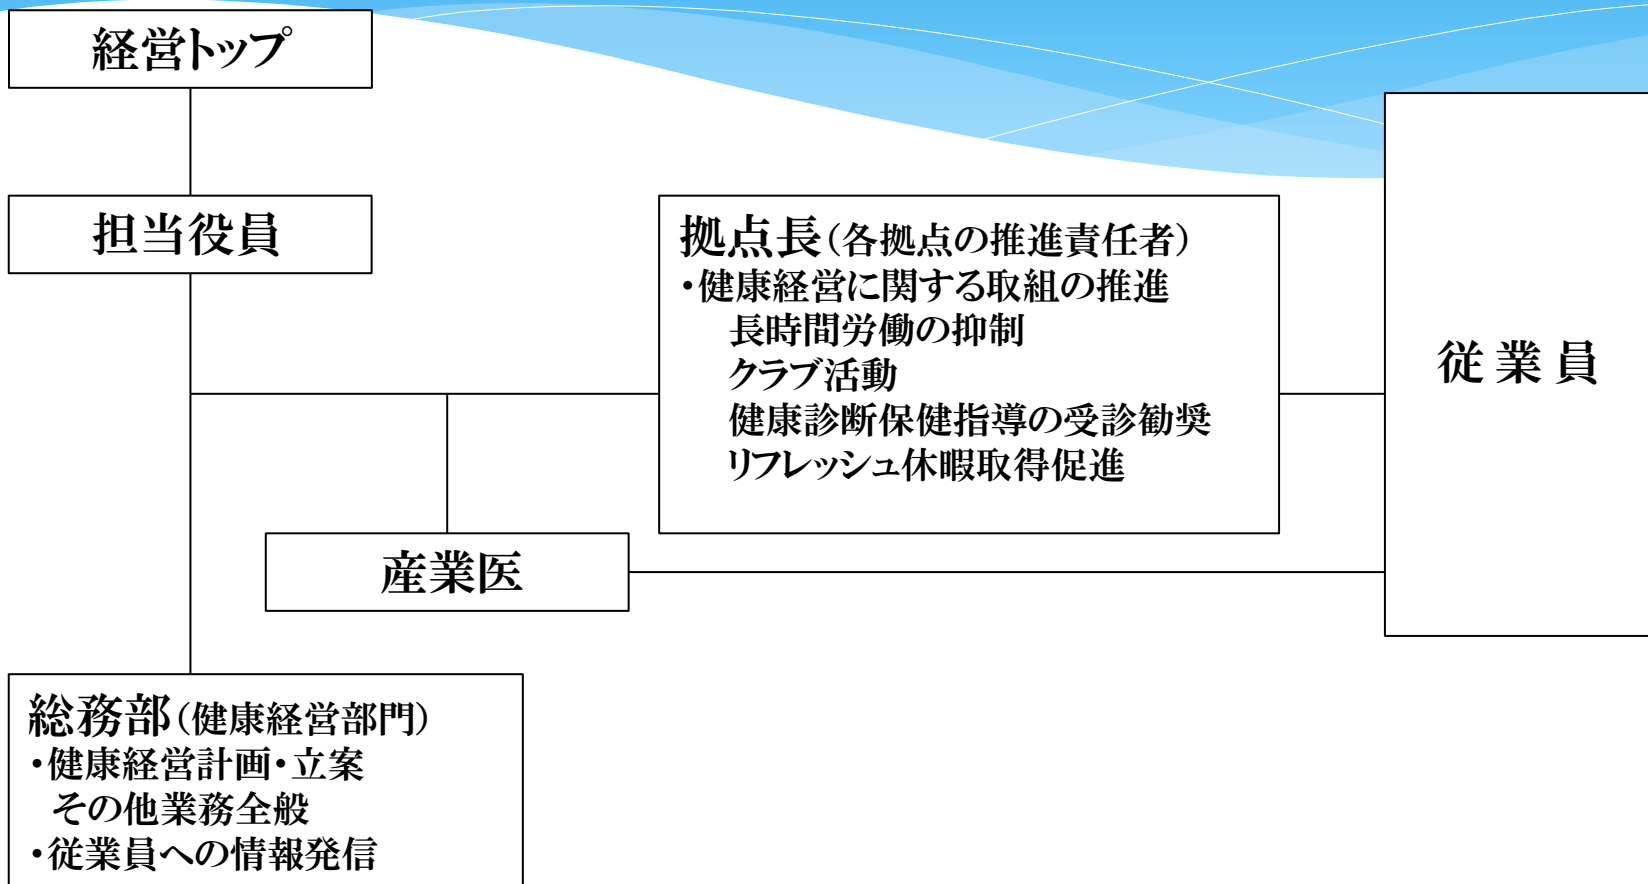 経営トップ
担当役員
拠点長(各拠点の推進責任者)
・健康経営に関する取組の推進
長時間労働の抑制
クラブ活動
健康診断保健指導の受診勧奨
リフレッシュ休暇取得促進
従業員
産業医
総務部(健康経営部門)
・健康経営計画・立案
その他業務全般
・従業員への情報発信